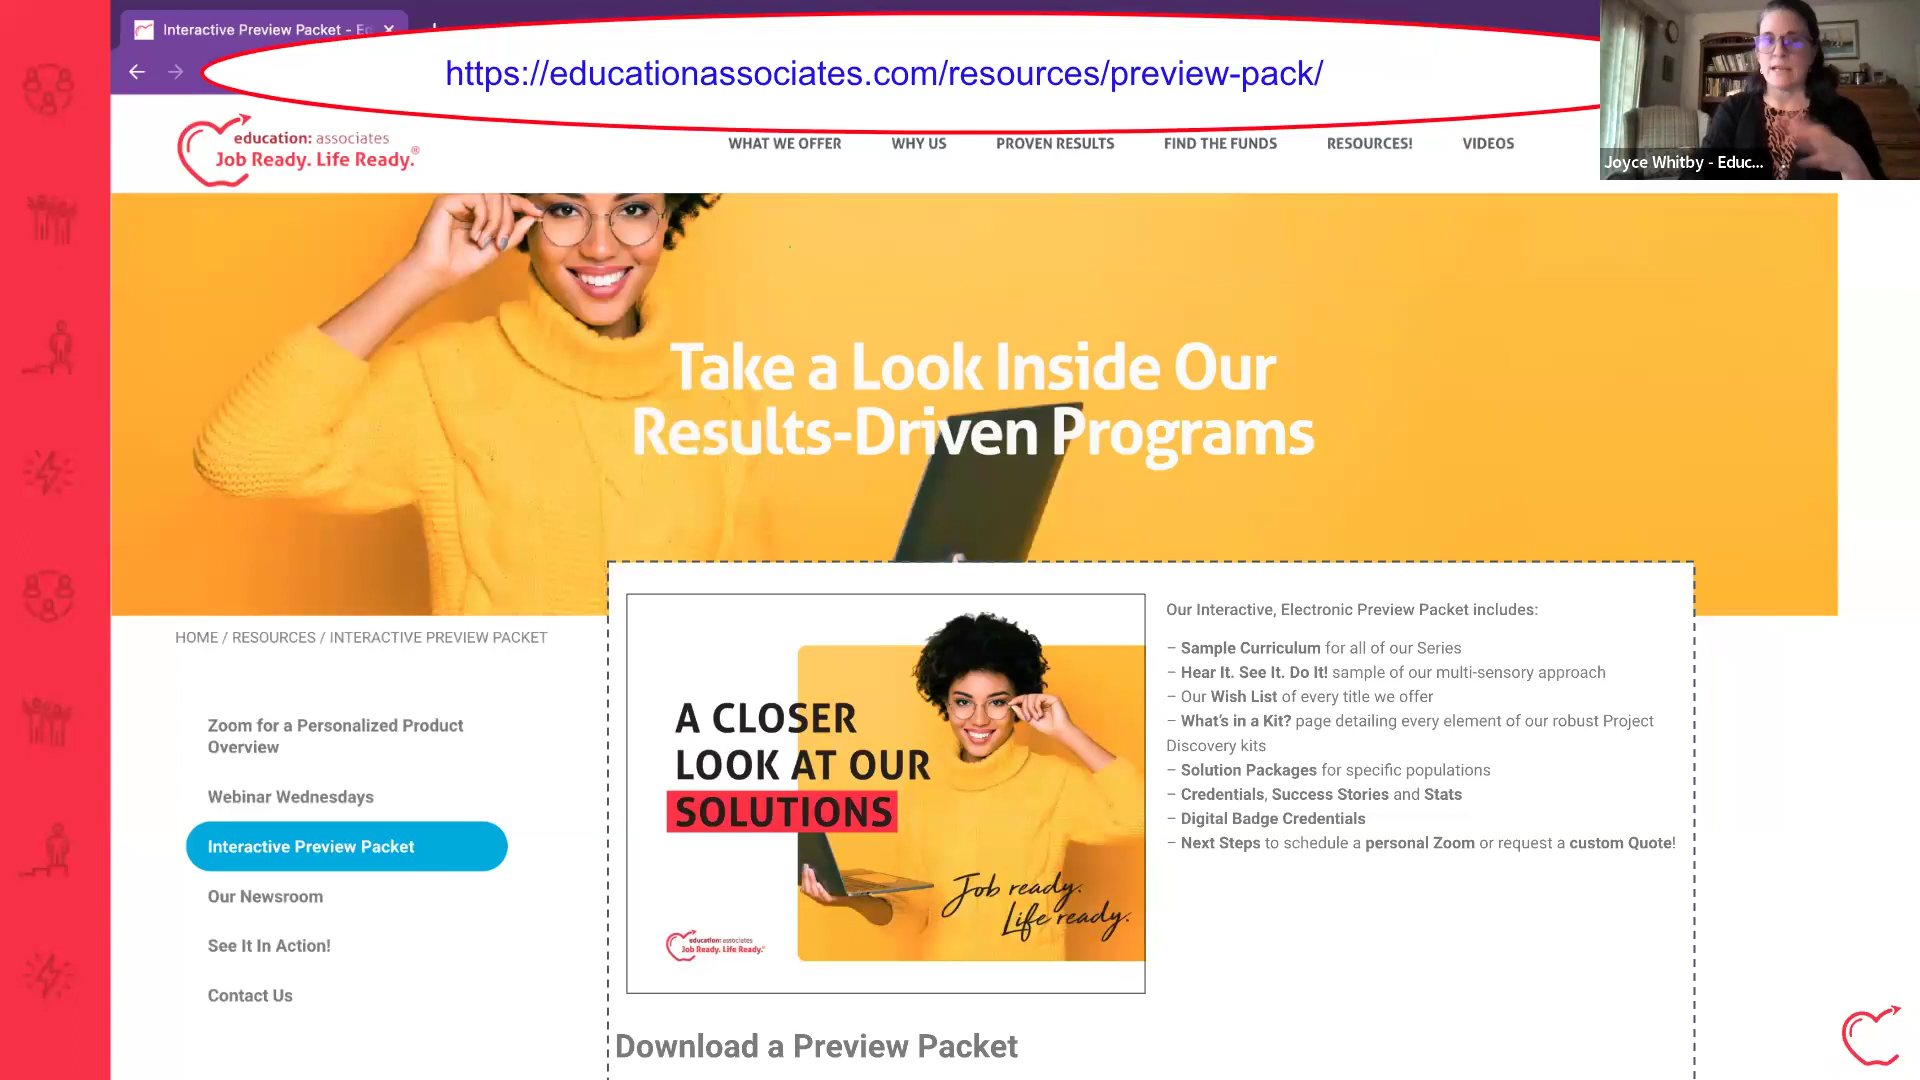 Interactive Preview Packet - Ed
https://educationassociates.com/resources/preview-pack/
Joyce Whitby - Educ...
education: associates
Job Ready. Life Ready.®
WHAT WE OFFER
WHY US
PROVEN RESULTS
FIND THE FUNDS
RESOURCES!
VIDEOS
Take a Look Inside Our
Results-Driven Programs
HOME / RESOURCES / INTERACTIVE PREVIEW PACKET
Zoom for a Personalized Product
Overview
Webinar Wednesdays
Interactive Preview Packet
Our Newsroom
See It In Action!
Contact Us
A CLOSER
LOOK AT OUR
SOLUTIONS
Job ready.
Life ready.
education: associates
Job Ready. Life Ready.®
Our Interactive, Electronic Preview Packet includes:
– Sample Curriculum for all of our Series
– Hear It. See It. Do It! sample of our multi-sensory approach
– Our Wish List of every title we offer
– What's in a Kit? page detailing every element of our robust Project
Discovery kits
– Solution Packages for specific populations
– Credentials, Success Stories and Stats
– Digital Badge Credentials
– Next Steps to schedule a personal Zoom or request a custom Quote!
Download a Preview Packet